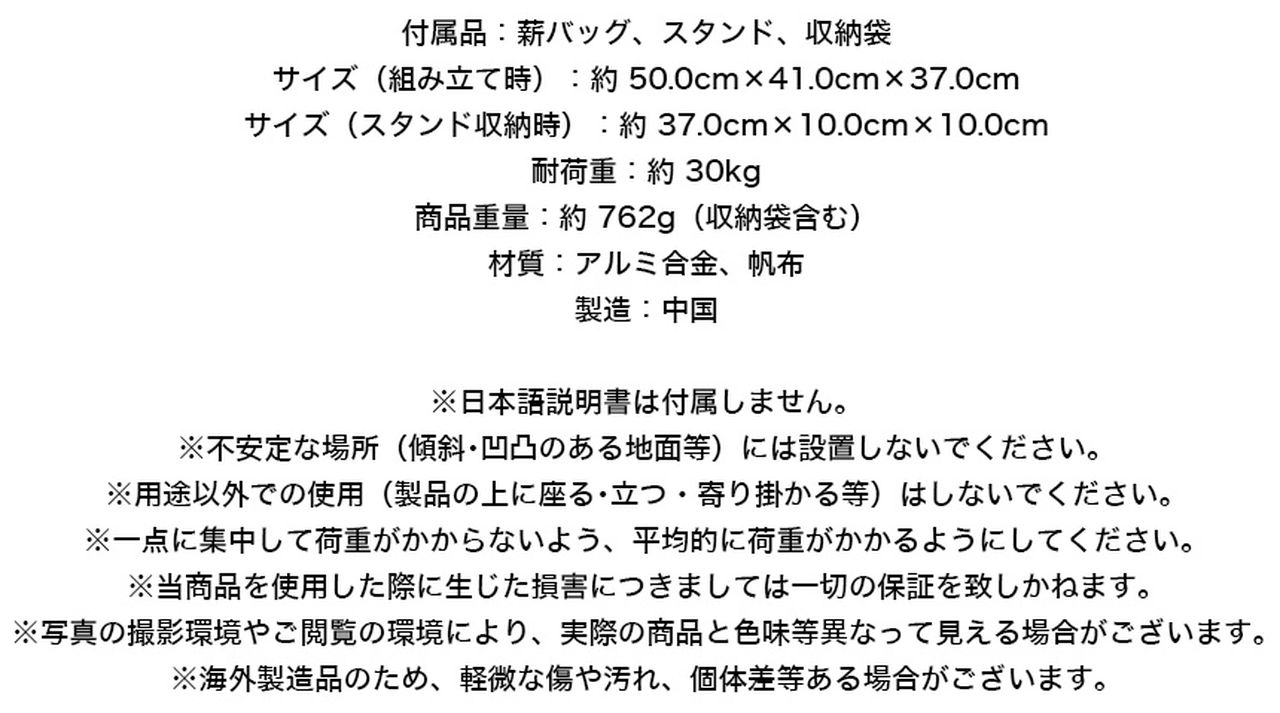 付属品：薪バッグ、スタンド、収納袋
サイズ（組み立て時）：約 50.0cm×41.0cm×37.0cm
サイズ（スタンド収納時）：約 37.0cm×10.0cm×10.0cm
耐荷重：約 30kg
商品重量：約 762g（収納袋含む）
材質：アルミ合金、帆布
製造：中国
※日本語説明書は付属しません。
※不安定な場所（傾斜･凹凸のある地面等）には設置しないでください。
※用途以外での使用（製品の上に座る･立つ・寄り掛かる等）はしないでください。
※一点に集中して荷重がかからないよう、平均的に荷重がかかるようにしてください。
※当商品を使用した際に生じた損害につきましては一切の保証を致しかねます。
※写真の撮影環境やご閲覧の環境により、実際の商品と色味等異なって見える場合がございます。
※海外製造品のため、軽微な傷や汚れ、個体差等ある場合がございます。